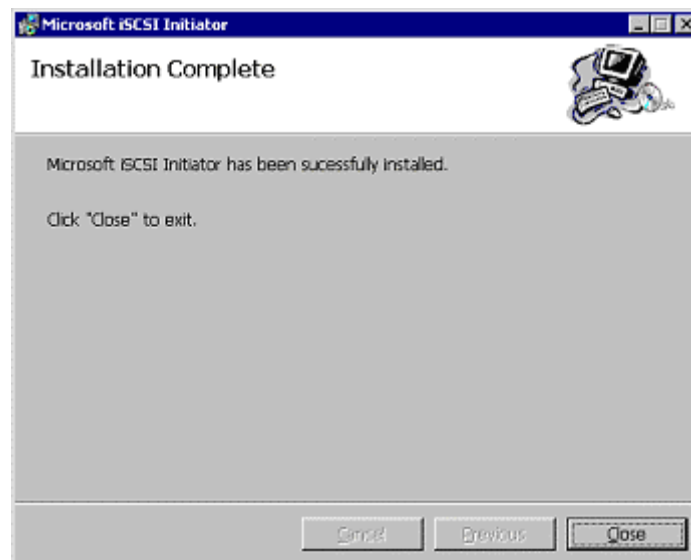 Microsoft iSCSI Initiator
Installation Complete
Microsoft iSCSI Initiator has been sucessfully installed.
Click "Close" to exit.
Cancel
Previous
Close